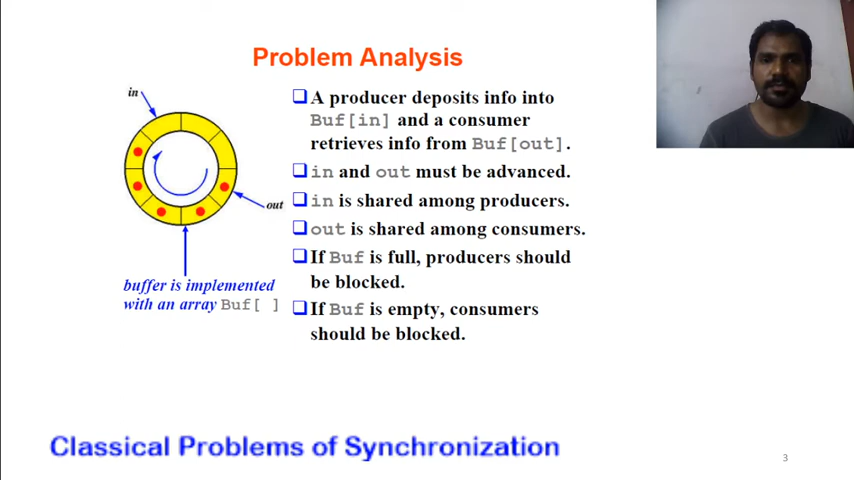 Problem Analysis
in
out
buffer is implemented
with an array Buf[ ]
❑A producer deposits info into
Buf[in] and a consumer
retrieves info from Buf[out].
❑in and out must be advanced.
❑in is shared among producers.
❑out is shared among consumers.
❑If Buf is full, producers should
be blocked.
❑If Buf is empty, consumers
should be blocked.
Classical Problems of Synchronization
3